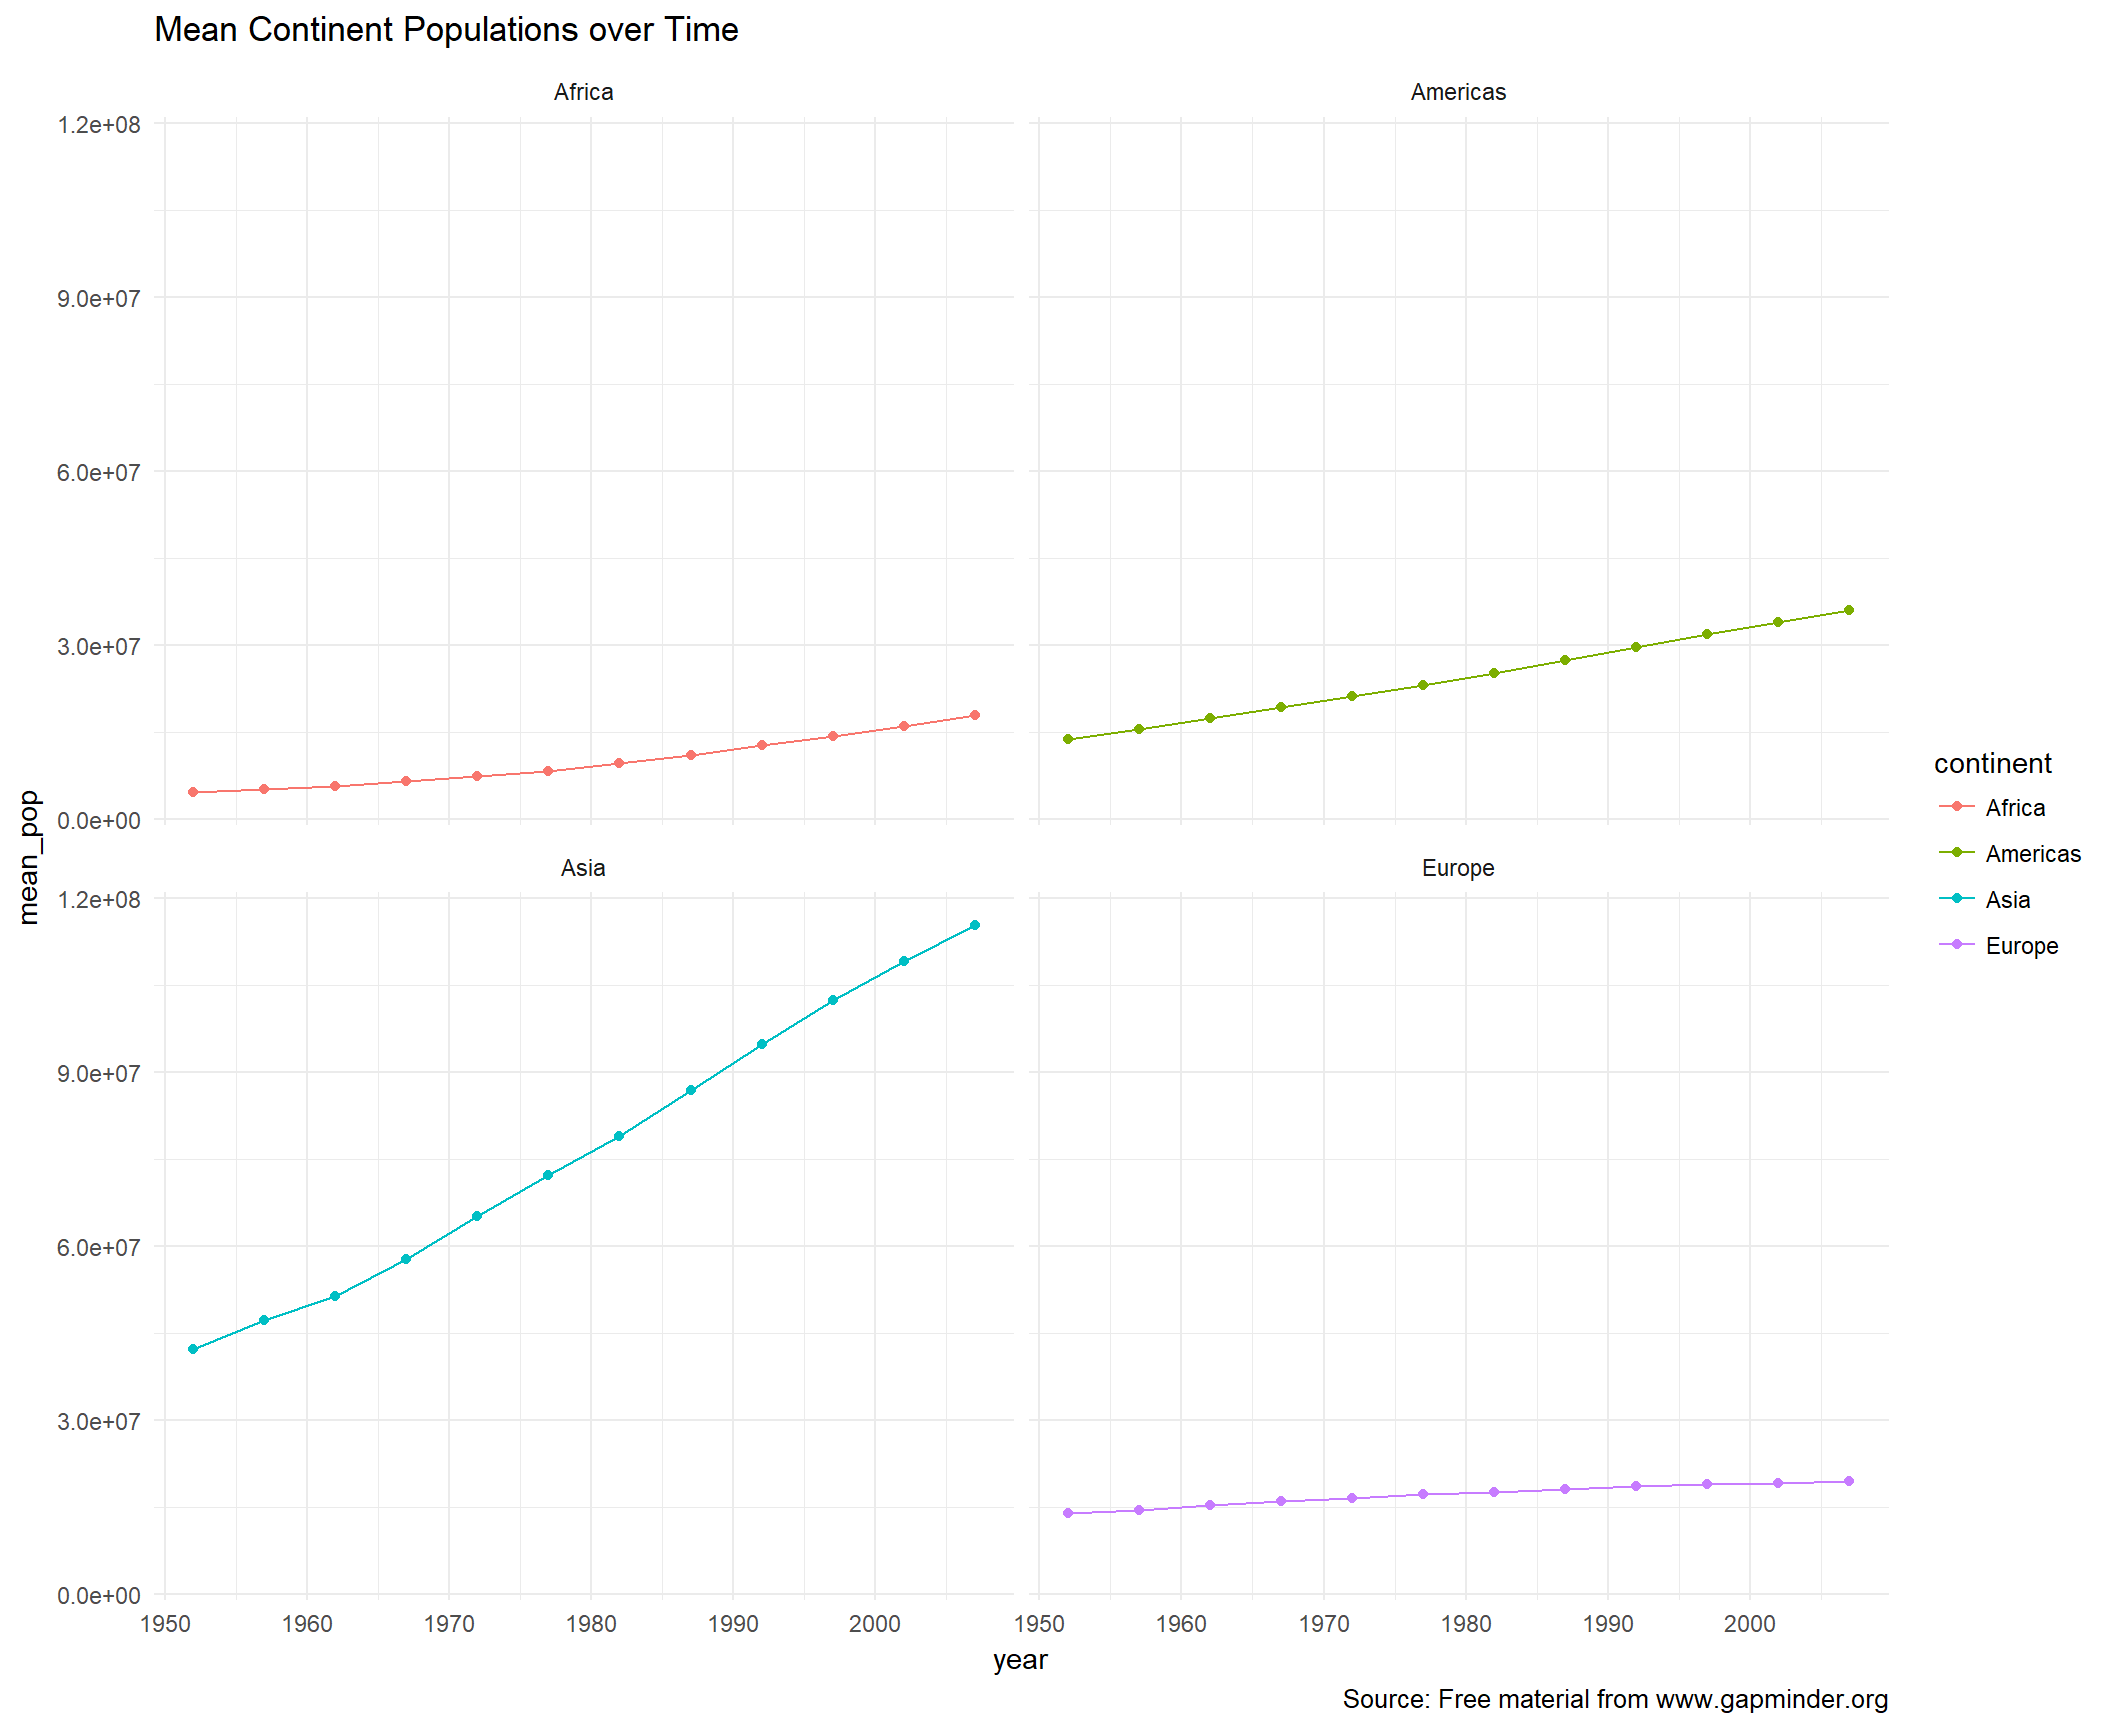 Mean Continent Populations over Time
Africa
Americas
1.2e+08
9.0e+07
6.0e+07
3.0e+07
0.0e+00
Asia
Europe
1.2e+08
9.0e+07
6.0e+07
3.0e+07
0.0e+00
mean_pop
1950 1960 1970 1980 1990 2000
1950 1960 1970 1980 1990 2000
year
continent
Africa
Americas
Asia
Europe
Source: Free material from www.gapminder.org